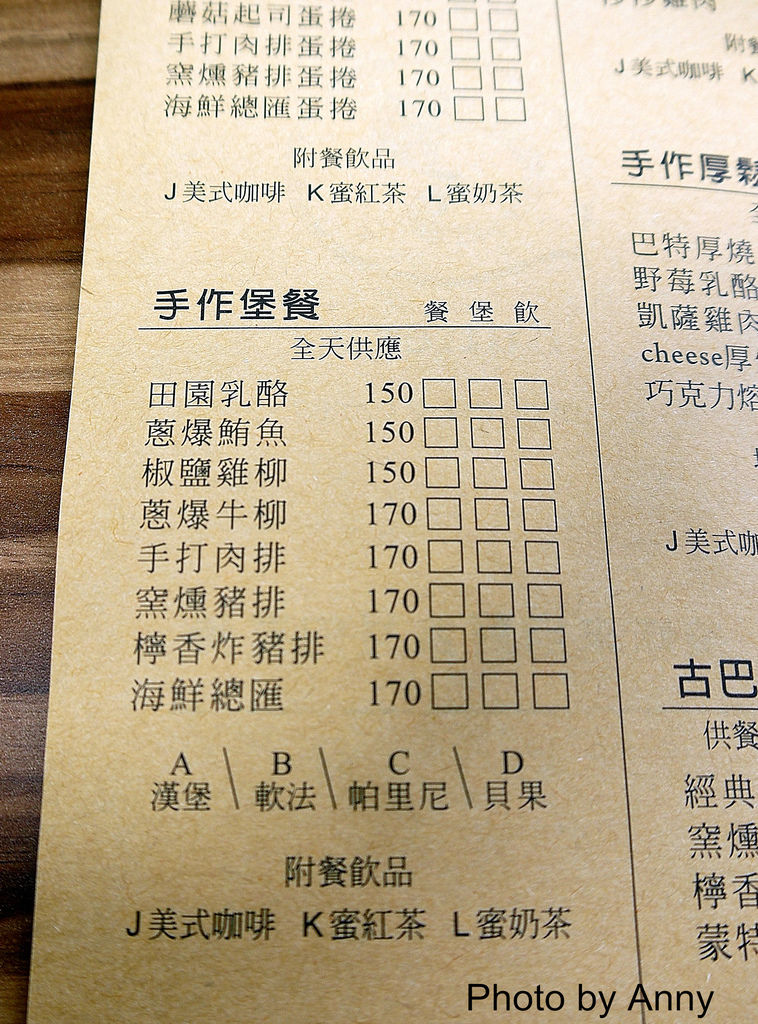 蘑菇起司蛋捲 170 □□
手打肉排蛋捲 170 □□
窯燻豬排蛋捲 170 □□
海鮮總匯蛋捲 170 □□
附餐飲品
J美式咖啡 K蜜紅茶 L蜜奶茶
手作堡餐 餐 堡 飲
全天供應
田園乳酪 150 □□□
蔥爆鮪魚 150 □□□
椒鹽雞柳 150 □□□
蔥爆牛柳 170 □□□
手打肉排 170 □□□
窯燻豬排 170 □□□
檸香炸豬排 170 □□□
海鮮總匯 170 □□□
A B C D
漢堡 \ 軟法 \ 帕里尼 \ 貝果
附餐飲品
J美式咖啡 K蜜紅茶 L蜜奶茶
附餐
J美式咖啡 K
手作厚鬆
巴特厚燒
野莓乳酪
凱薩雞肉
cheese厚
巧克力熔
J美式咖
古巴
供餐
經典
窯燻
檸香
蒙特
Photo by Anny